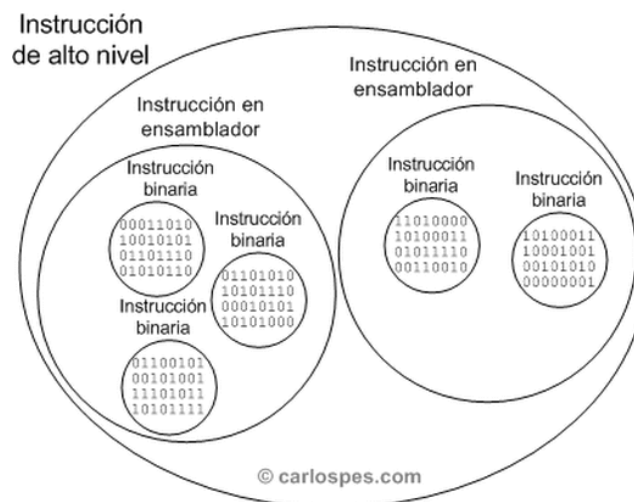 Instrucción
de alto nivel
Instrucción en
ensamblador
Instrucción
binaria
00011010
10010101
01101110
01010110
Instrucción
binaria
01101010
10101110
00010101
10101000
Instrucción
binaria
01100101
00101001
11101011
10101111
Instrucción en
ensamblador
Instrucción
binaria
11010000
10100011
01011110
00110010
Instrucción
binaria
10100011
10001001
00101010
00000001
© carlospes.com